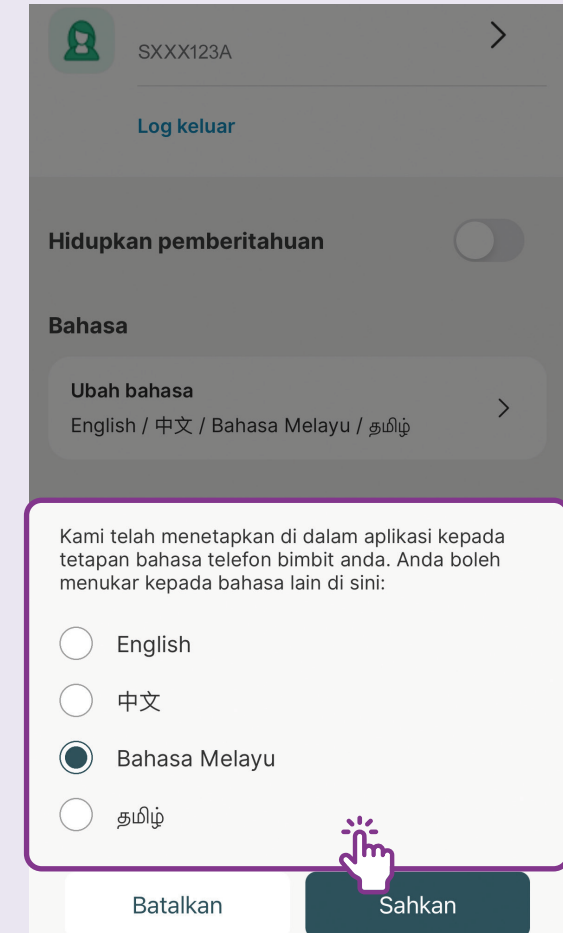 SXXX123A
Log keluar
Hidupkan pemberitahuan
Bahasa
Ubah bahasa
English / 中文 / Bahasa Melayu / தமிழ்
Kami telah menetapkan di dalam aplikasi kepada
tetapan bahasa telefon bimbit anda. Anda boleh
menukar kepada bahasa lain di sini:
English
中文
Bahasa Melayu
தமிழ்
Batalkan
Sahkan